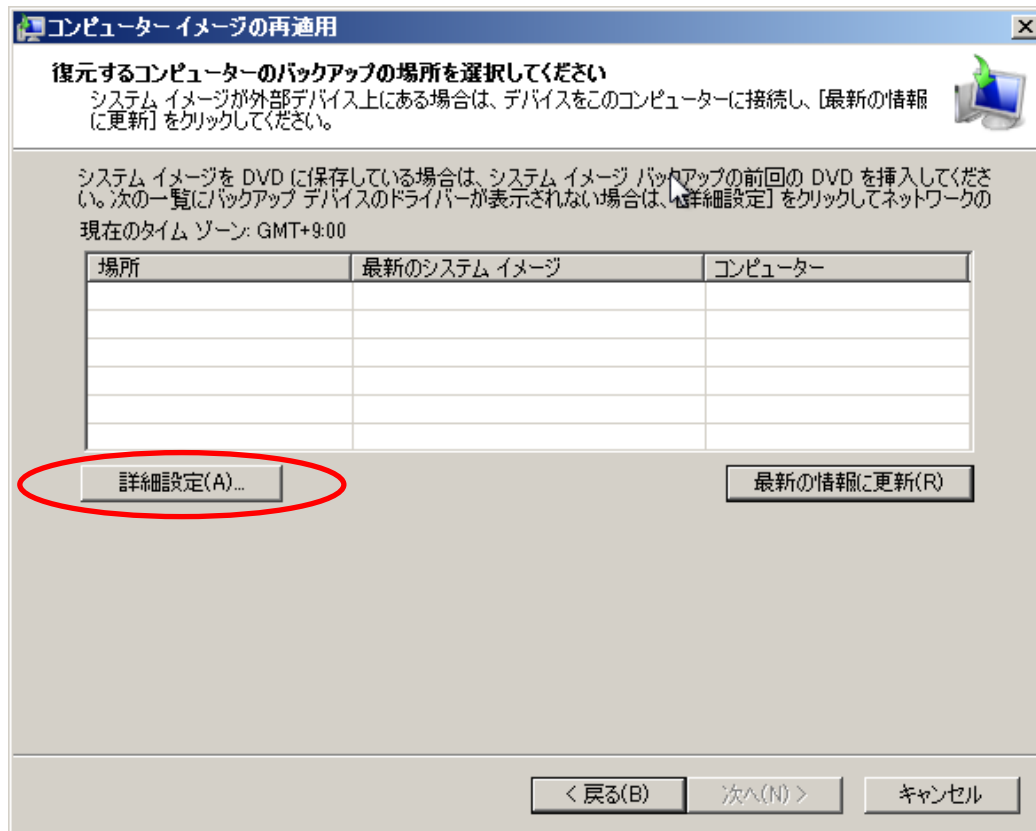 コンピューター イメージの再適用
復元するコンピューターのバックアップの場所を選択してください
システム イメージが外部デバイス上にある場合は、デバイスをこのコンピューターに接続し、[最新の情報
に更新] をクリックしてください。
システム イメージを DVD に保存している場合は、システム イメージ バックアップの前回の DVD を挿入してくださ
い。次の一覧にバックアップ デバイスのドライバーが表示されない場合は、[詳細設定] をクリックしてネットワークの
現在のタイム ゾーン: GMT+9:00
場所 最新のシステム イメージ コンピューター
詳細設定(A)... 最新の情報に更新(R)
< 戻る(B) 次へ(N) > キャンセル